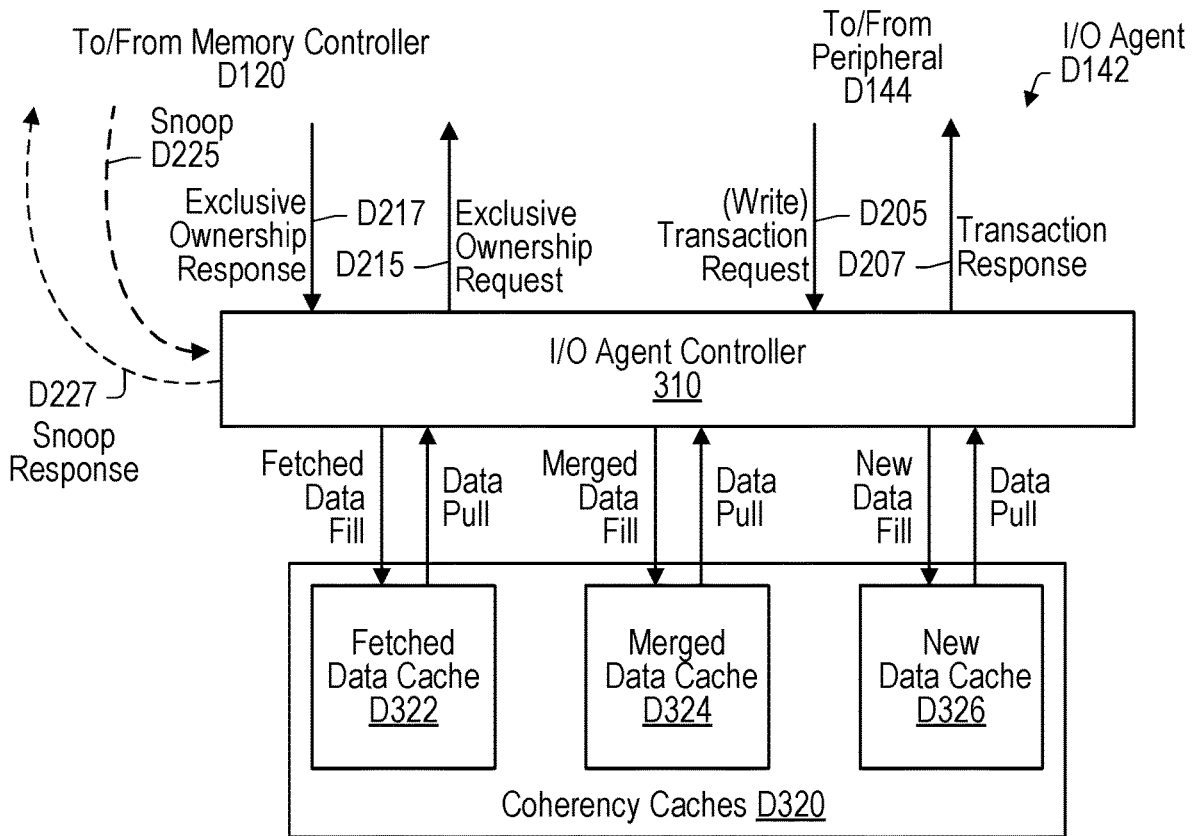 To/From Memory Controller
D120
To/From
Peripheral
D144
I/O Agent
D142
Snoop
D225
Exclusive
Ownership
Response
D217
D215
Exclusive
Ownership
Request
(Write)
Transaction
Request
D205
D207
Transaction
Response
I/O Agent Controller
310
D227
Snoop
Response
Fetched
Data
Fill
Data
Pull
Merged
Data
Fill
Data
Pull
New
Data
Fill
Data
Pull
Fetched
Data Cache
D322
Merged
Data Cache
D324
New
Data Cache
D326
Coherency Caches D320